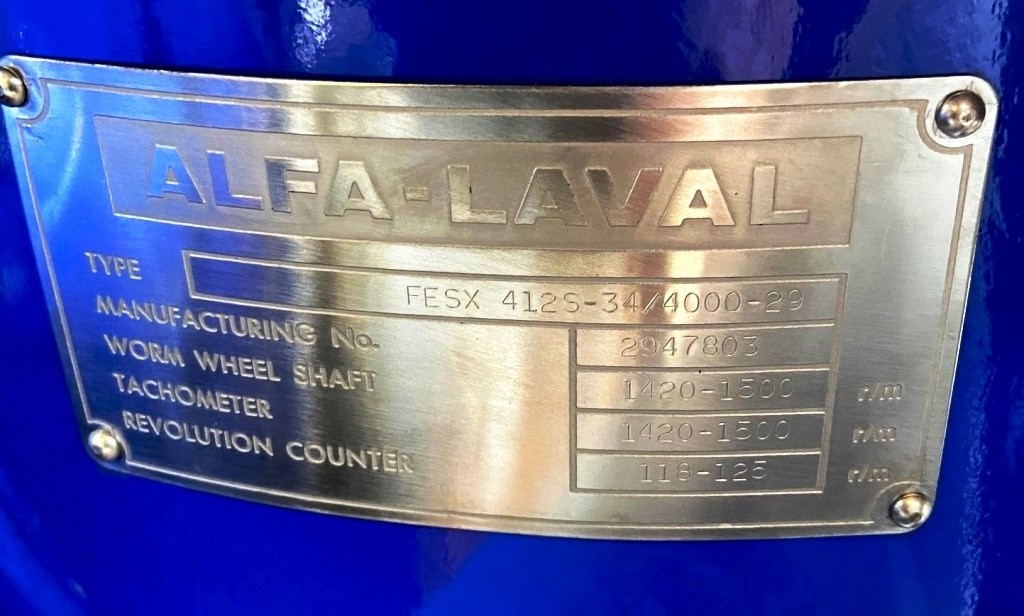 ALFA-LAVAL
TYPE FESX 412S-34/4000-29
MANUFACTURING No. 2947803
WORM WHEEL SHAFT 1420-1500 r/m
TACHOMETER 1420-1500 r/m
REVOLUTION COUNTER 118-125 r/m